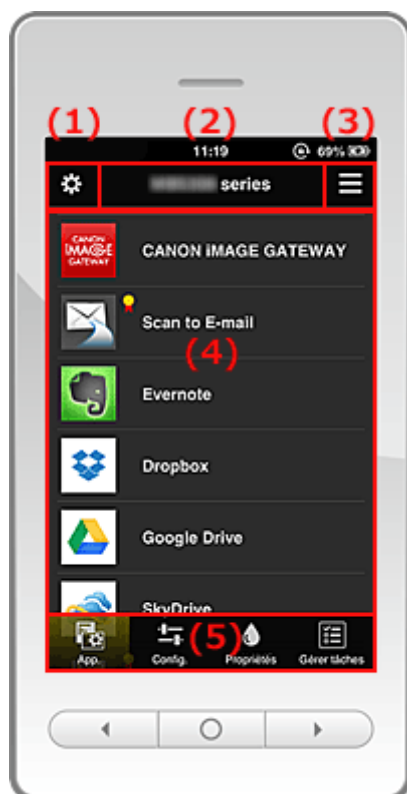 (1) (2) (3)
11:19 69%
series
CANON iMAGE GATEWAY
CANON iMAGE GATEWAY
Scan to E-mail
(4)
Evernote
Dropbox
Google Drive
SkyDrive
(5)
App. Config. Propriétés Gérer tâches